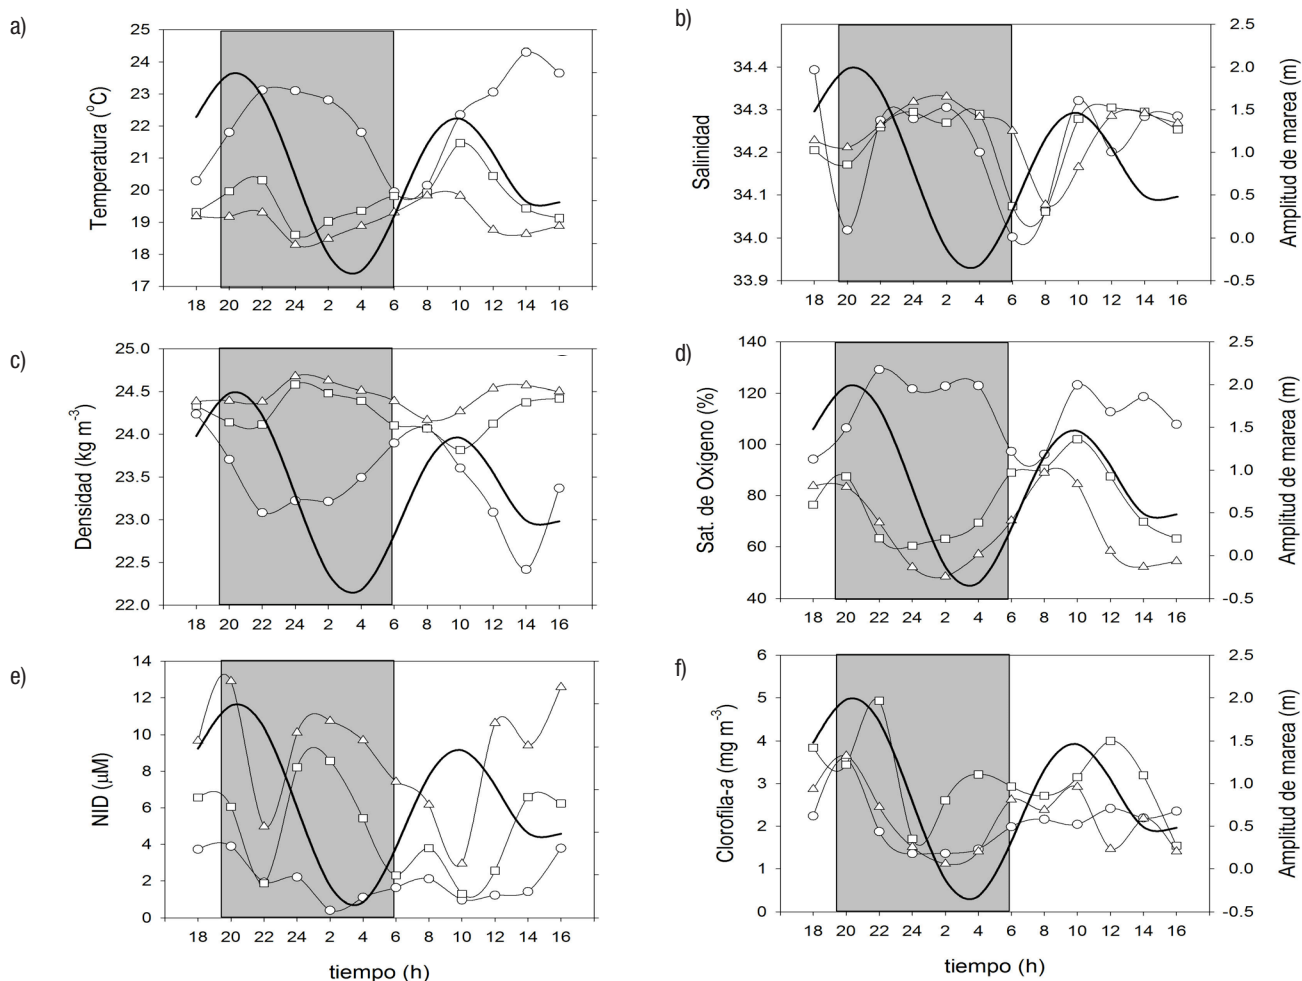 a)
25
24
23
22
21
20
19
18
17
Temperatura (°C)
18 20 22 24 2 4 6 8 10 12 14 16
b)
34.4
34.3
34.2
34.1
34.0
33.9
Salinidad
2.5
2.0
1.5
1.0
0.5
0.0
-0.5
Amplitud de marea (m)
18 20 22 24 2 4 6 8 10 12 14 16
c)
25.0
24.5
24.0
23.5
23.0
22.5
22.0
Densidad (kg m-3)
18 20 22 24 2 4 6 8 10 12 14 16
d)
140
120
100
80
60
40
Sat. de Oxígeno (%)
2.5
2.0
1.5
1.0
0.5
0.0
-0.5
Amplitud de marea (m)
18 20 22 24 2 4 6 8 10 12 14 16
e)
14
12
10
8
6
4
2
0
NID (μM)
18 20 22 24 2 4 6 8 10 12 14 16
tiempo (h)
f)
6
5
4
3
2
1
0
Clorofila-a (mg m-3)
2.5
2.0
1.5
1.0
0.5
0.0
-0.5
Amplitud de marea (m)
18 20 22 24 2 4 6 8 10 12 14 16
tiempo (h)